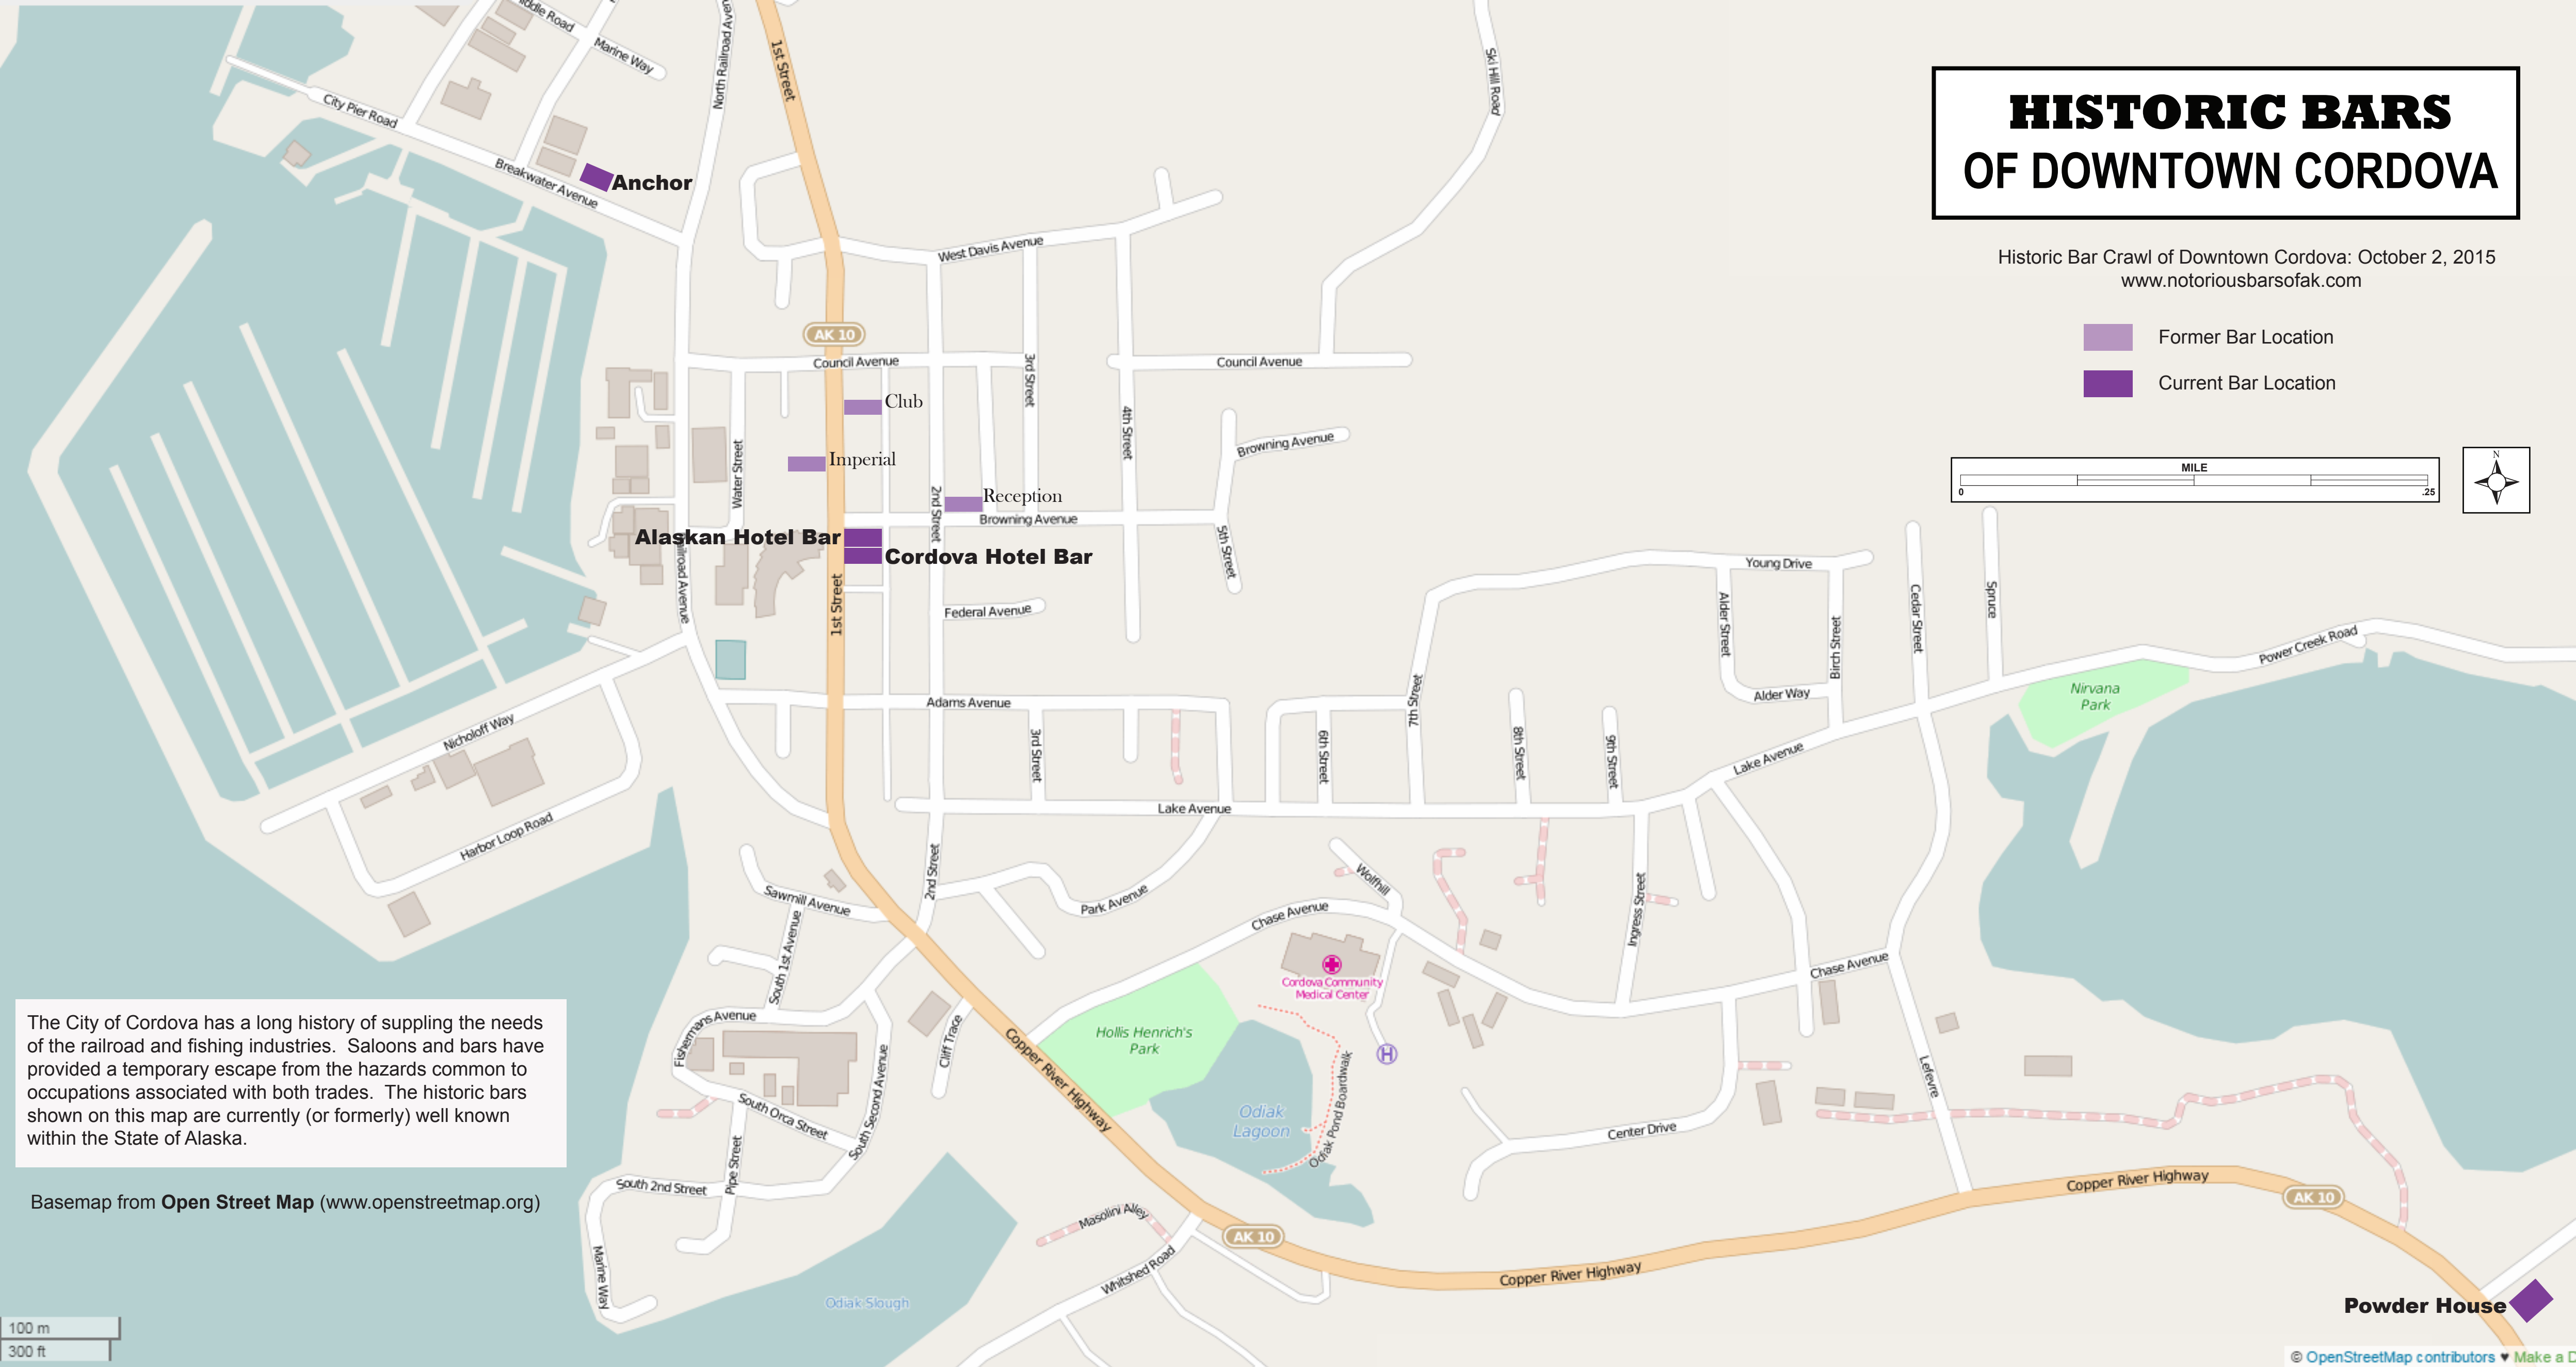 HISTORIC BARS
OF DOWNTOWN CORDOVA
Historic Bar Crawl of Downtown Cordova: October 2, 2015
www.notoriousbarsofak.com
Former Bar Location
Current Bar Location
MILE
0
.25
N
Marine Way
North Railroad
1st Street
Ski Hill Road
City Pier Road
Breakwater Avenue
Anchor
West Davis Avenue
AK 10
Council Avenue
Council Avenue
3rd Street
Club
4th Street
Browning Avenue
Water Street
Imperial
2nd Street
Reception
Browning Avenue
Alaskan Hotel Bar
Cordova Hotel Bar
5th Street
Avenue
1st Street
Federal Avenue
Young Drive
Alder Street
Birch Street
Cedar Street
Spruce
Power Creek Road
Alder Way
Nirvana
Park
Adams Avenue
7th Street
Nicholoff Way
3rd Street
6th Street
8th Street
9th Street
Lake Avenue
Lake Avenue
Harbor Loop Road
2nd Street
Sawmill Avenue
Park Avenue
Wolfhill
Chase Avenue
Ingress Street
South 1st Avenue
Cordova Community
Medical Center
Chase Avenue
Fishermans Avenue
Cliff Trace
Copper River Highway
Hollis Henrich's
Park
H
Odiak
Lagoon
Odiak Pond Boardwalk
Lefevre
South Orca Street
South Second Avenue
Center Drive
Pipe Street
South 2nd Street
Marine Way
Masolini Alley
Whitshed Road
AK 10
Copper River Highway
Copper River Highway
AK 10
Odiak Slough
Powder House
The City of Cordova has a long history of suppling the needs
of the railroad and fishing industries. Saloons and bars have
provided a temporary escape from the hazards common to
occupations associated with both trades. The historic bars
shown on this map are currently (or formerly) well known
within the State of Alaska.
Basemap from Open Street Map (www.openstreetmap.org)
100 m
300 ft
© OpenStreetMap contributors ♥ Make a